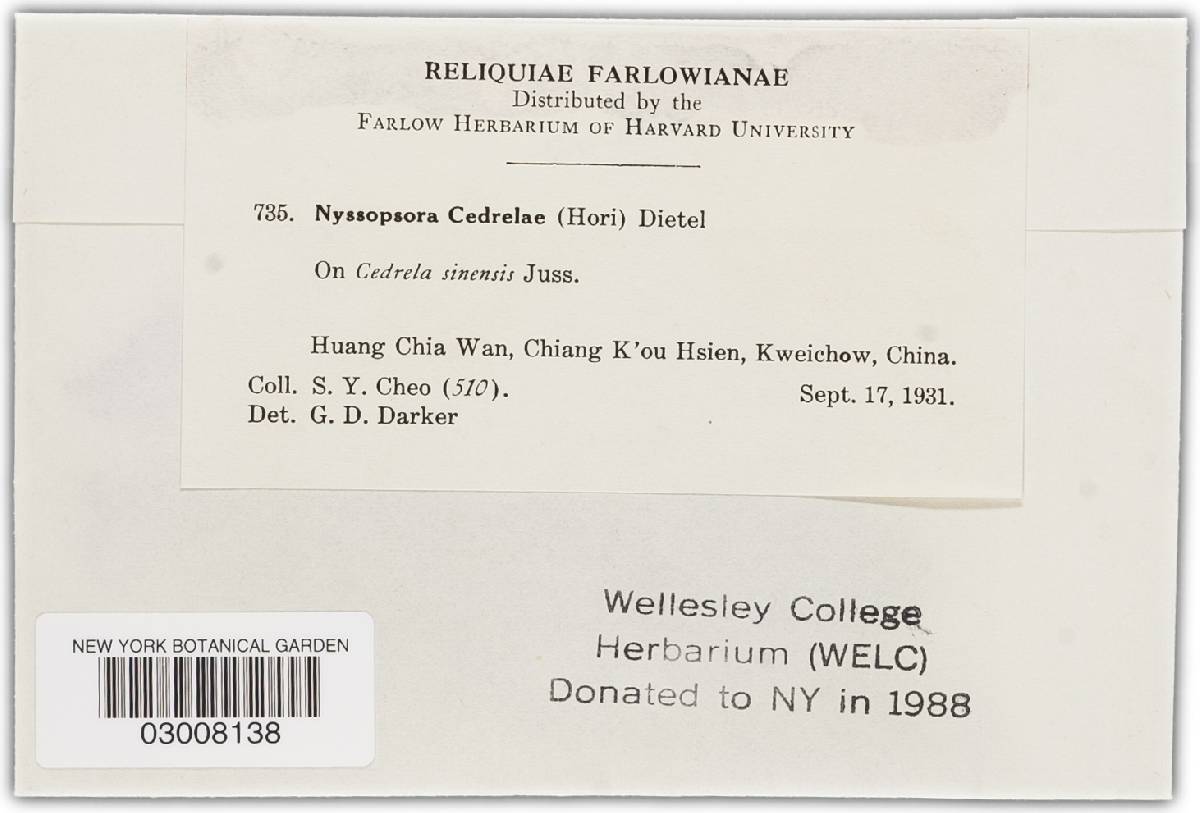 RELIQUIAE FARLOWIANAE
Distributed by the
FARLOW HERBARIUM OF HARVARD UNIVERSITY
735. Nyssopsora Cedrelae (Hori) Dietel
On Cedrela sinensis Juss.
Huang Chia Wan, Chiang K'ou Hsien, Kweichow, China.
Coll. S. Y. Cheo (510). Sept. 17, 1931.
Det. G. D. Darker
Wellesley College
Herbarium (WELC)
Donated to NY in 1988
NEW YORK BOTANICAL GARDEN
03008138